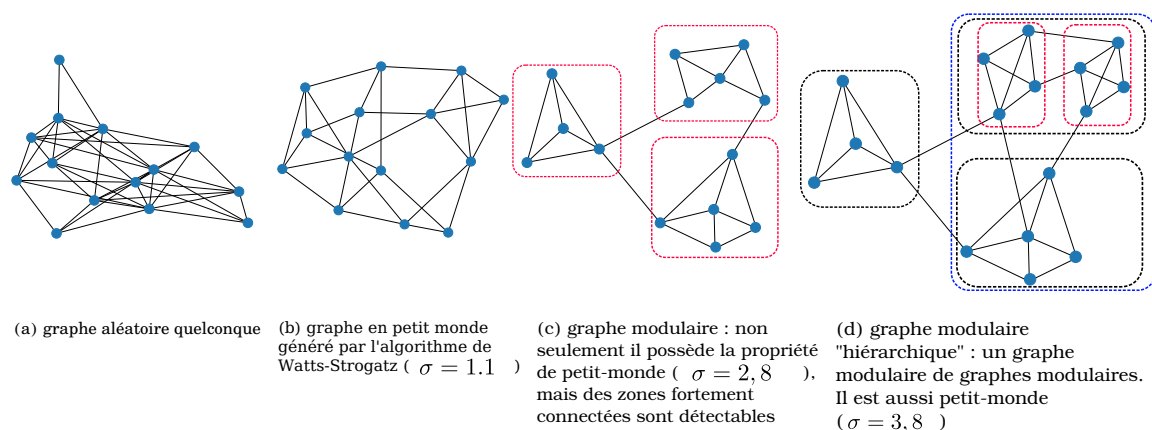 (a) graphe aléatoire quelconque
(b) graphe en petit monde
généré par l'algorithme de
Watts-Strogatz ( σ = 1.1 )
(c) graphe modulaire : non
seulement il possède la propriété
de petit-monde ( σ = 2,8 ),
mais des zones fortement
connectées sont détectables
(d) graphe modulaire
"hiérarchique" : un graphe
modulaire de graphes modulaires.
Il est aussi petit-monde
( σ = 3,8 )